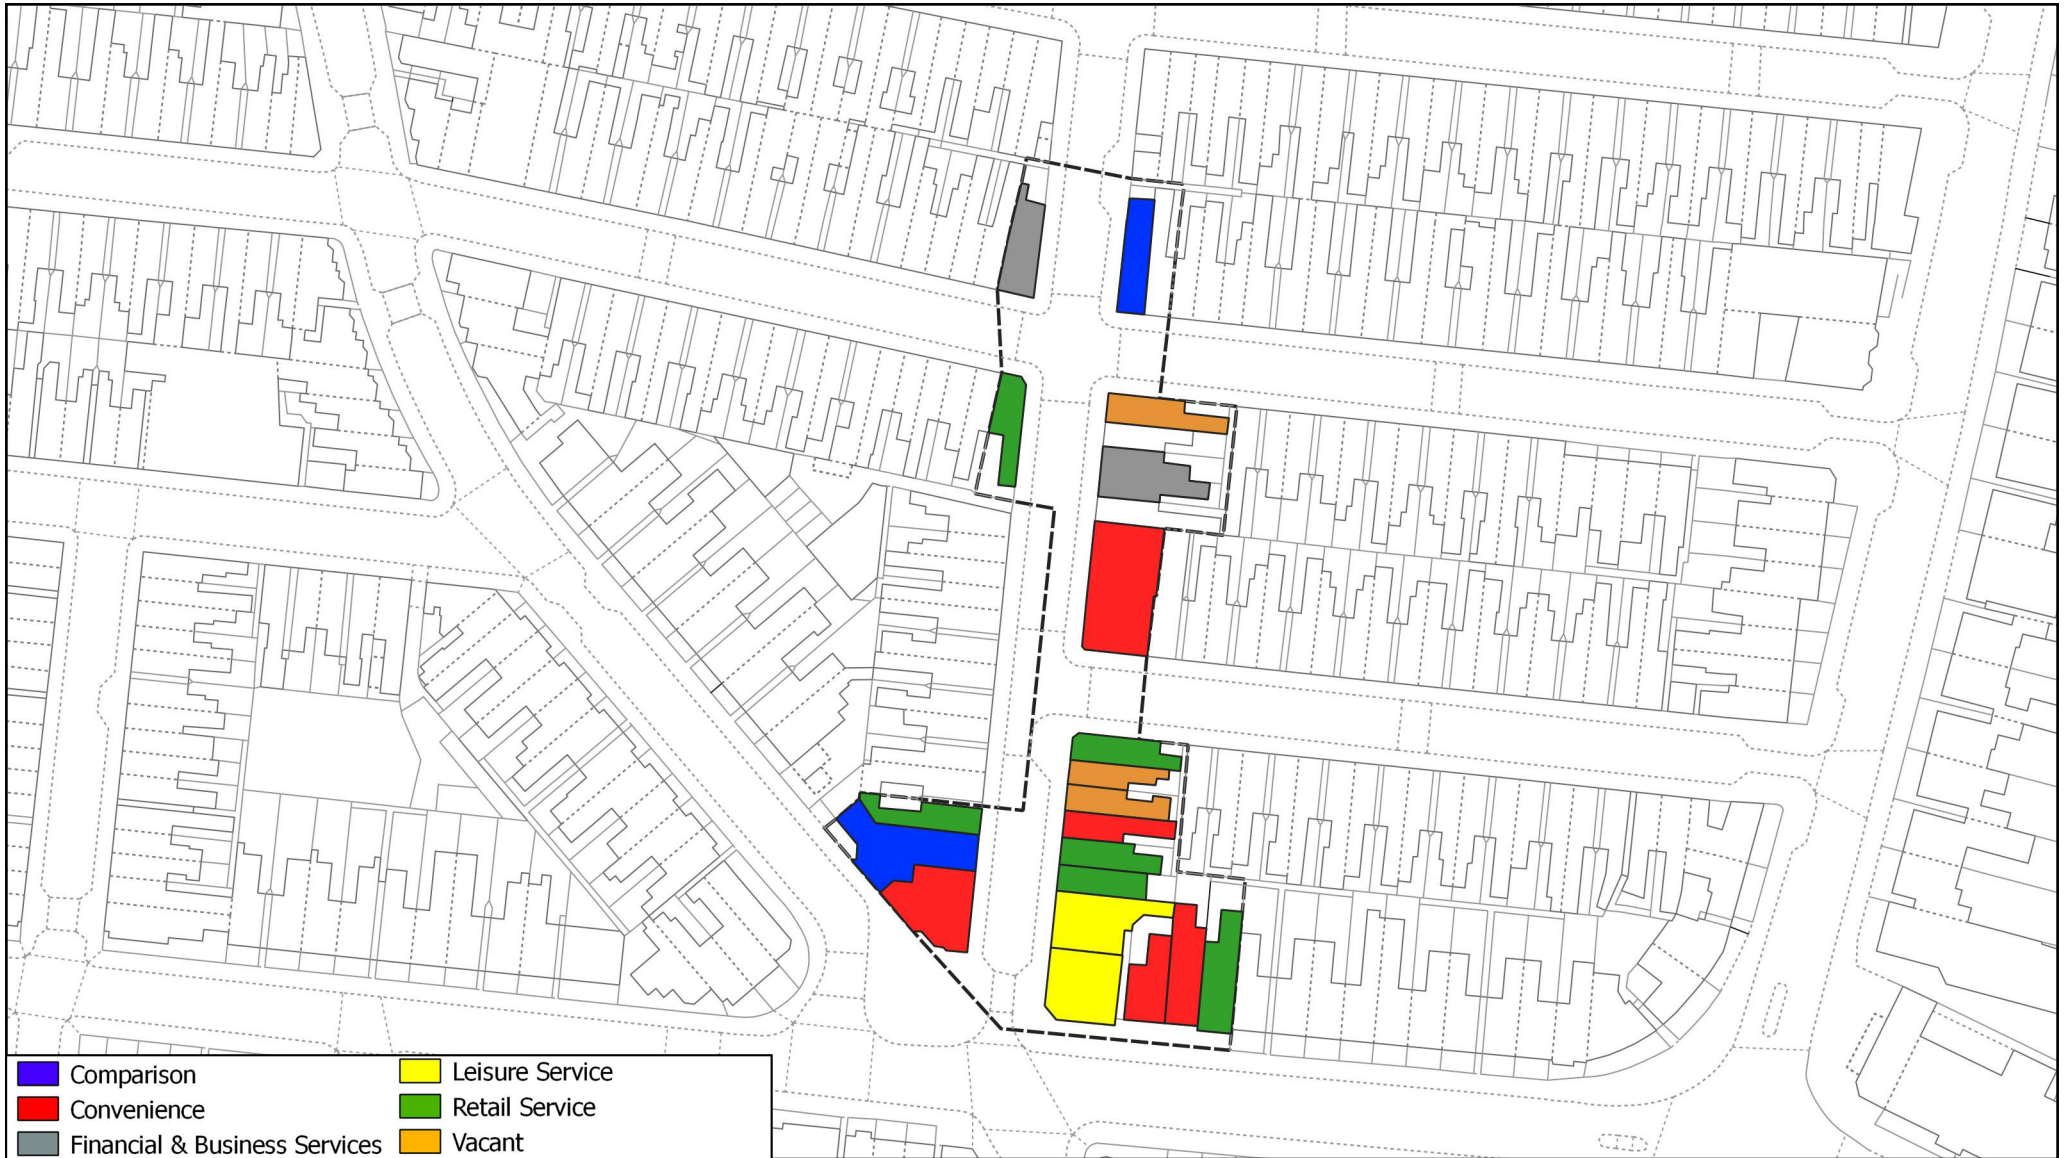 Comparison
Convenience
Financial & Business Services
Leisure Service
Retail Service
Vacant